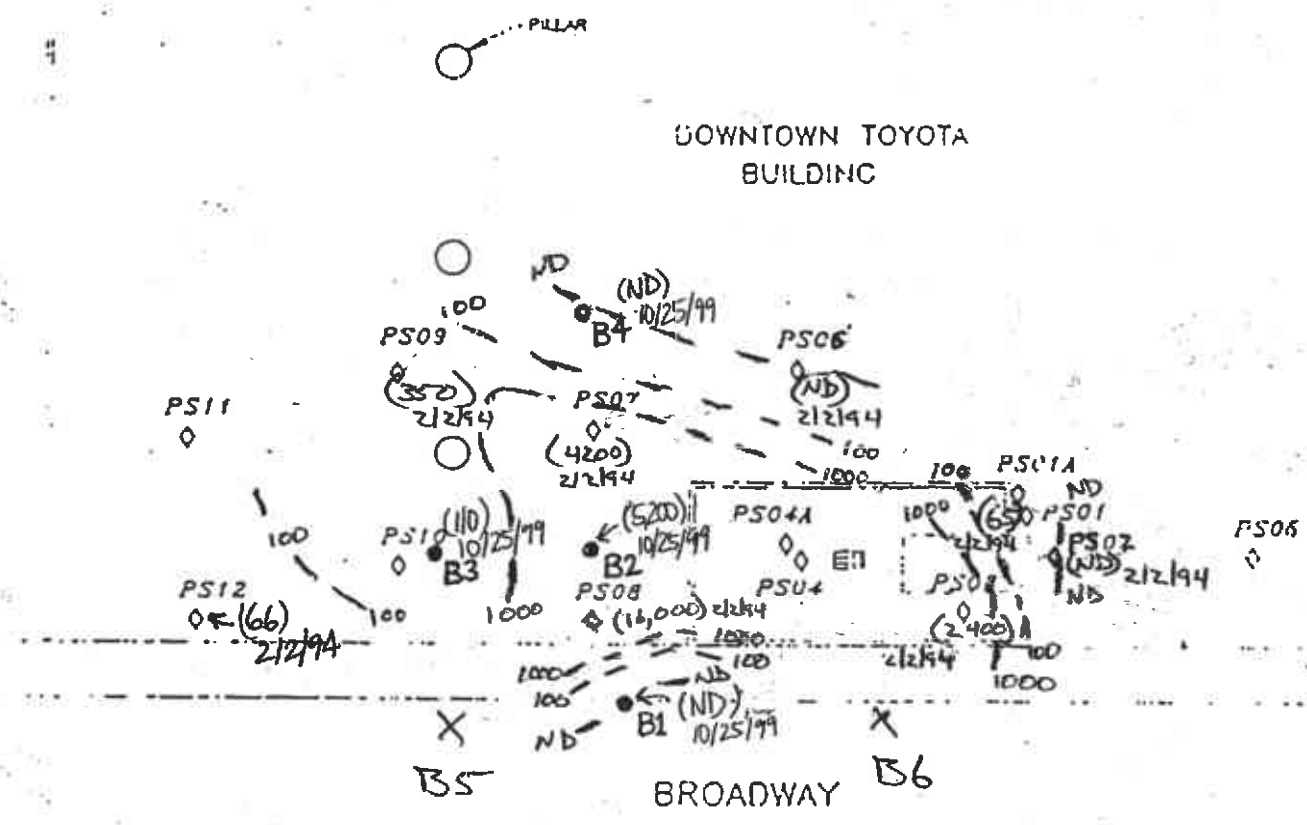 PILLAR
DOWNTOWN TOYOTA
BUILDING
ND
(ND)
10/25/99
B4
100
PS09
(350)
2/2/94
PS06
(ND)
2/2/94
PS11
PS07
(4200)
2/2/94
100
1000
100
PS01A
ND
1000
(65)
2/2/94
PS01
PS02
(ND) 2/2/94
ND
PS10
(110)
10/25/99
B3
(5,200)
10/25/99
B2
PS04A
PS04
PS06
100
100
PS12
(66)
2/2/94
1000
PS08
(16,000) 2/2/94
(2400)
2/2/94
100
1000
1000
100
ND
1000
100
ND
B1
(ND)
10/25/99
B5
B6
BROADWAY